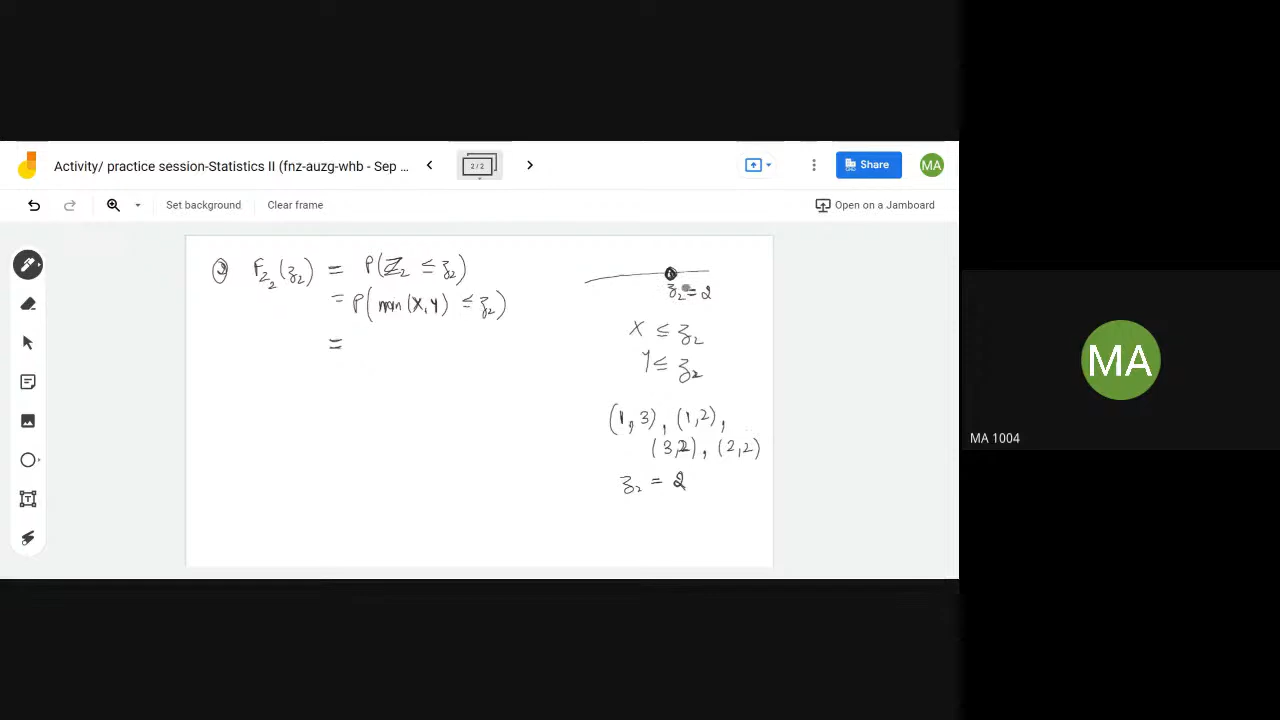 Activity/ practice session-Statistics II (fnz-auzg-whb - Sep ...
2/2
Share
MA
Set background
Clear frame
Open on a Jamboard
② F_{Z_2}(z_2) = P(Z_2 ≤ z_2)
= P(min(X,Y) ≤ z_2)
=
z_2 = 2
X ≤ z_2
Y ≤ z_2
(1,3), (1,2),
(3,2), (2,2)
z_2 = 2
MA
MA 1004